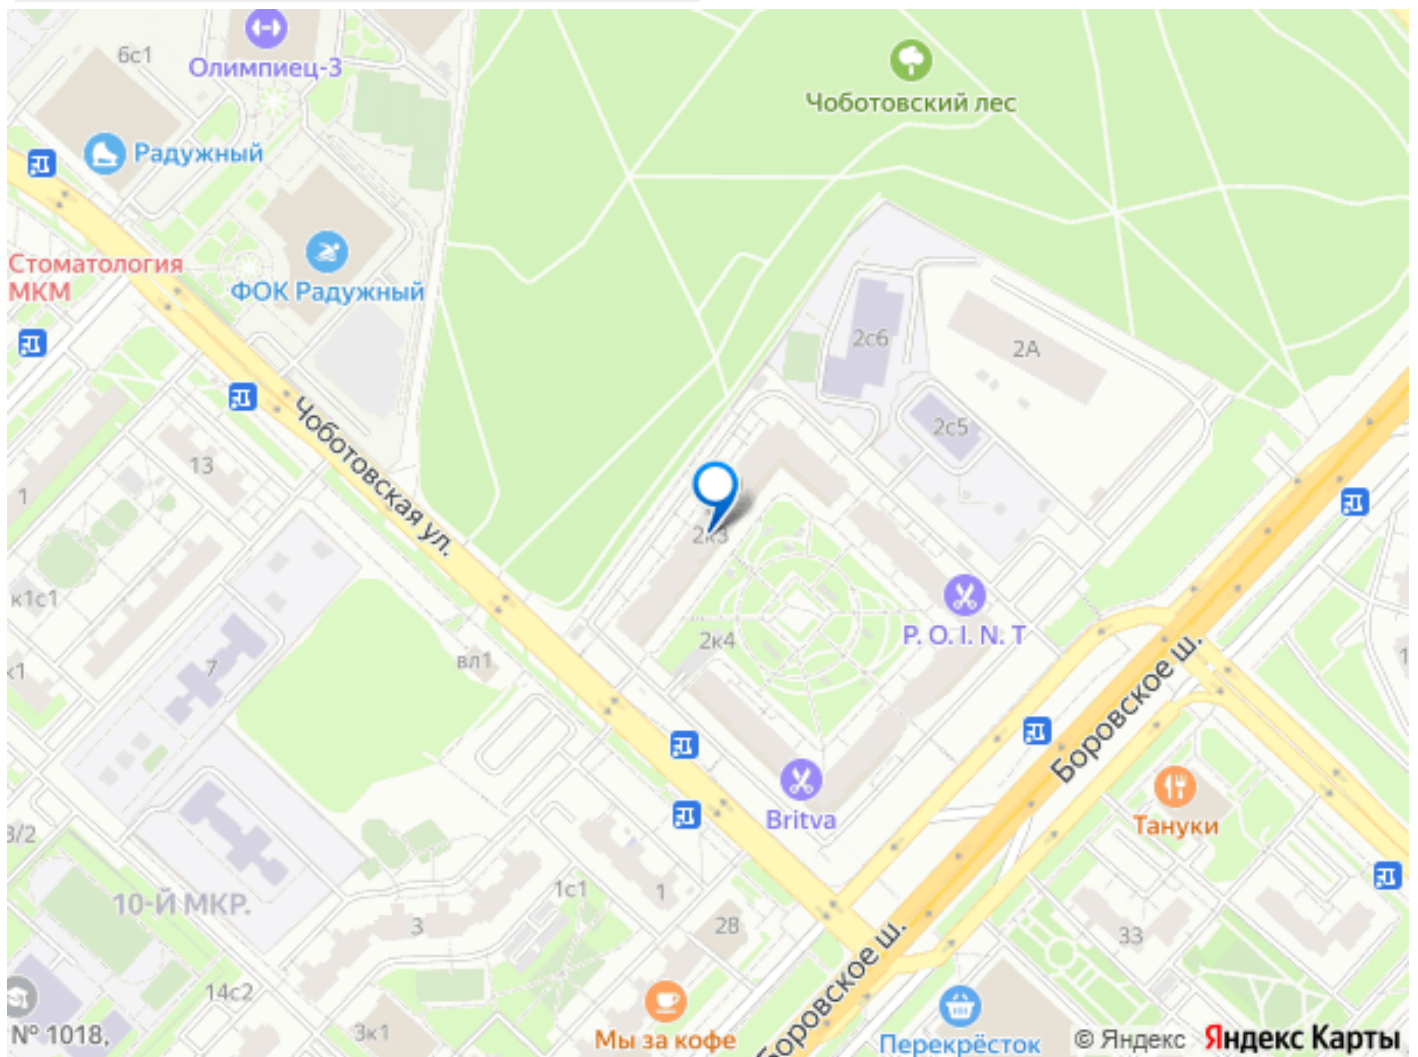 6с1
Олимпиец-3
Чоботовский лес
Радужный
Стоматология
МКМ
ФОК Радужный
2с6
2А
Чоботовская ул.
2с5
13
1
2к3
к1с1
P. O. I. N. T
2к4
вл1
7
к1
1
Боровское ш.
Britva
Тануки
3/2
10-Й МКР.
1с1
1
3
2В
33
Боровское ш.
14с2
3к1
№ 1018,
Мы за кофе
Перекрёсток
© Яндекс Яндекс Карты